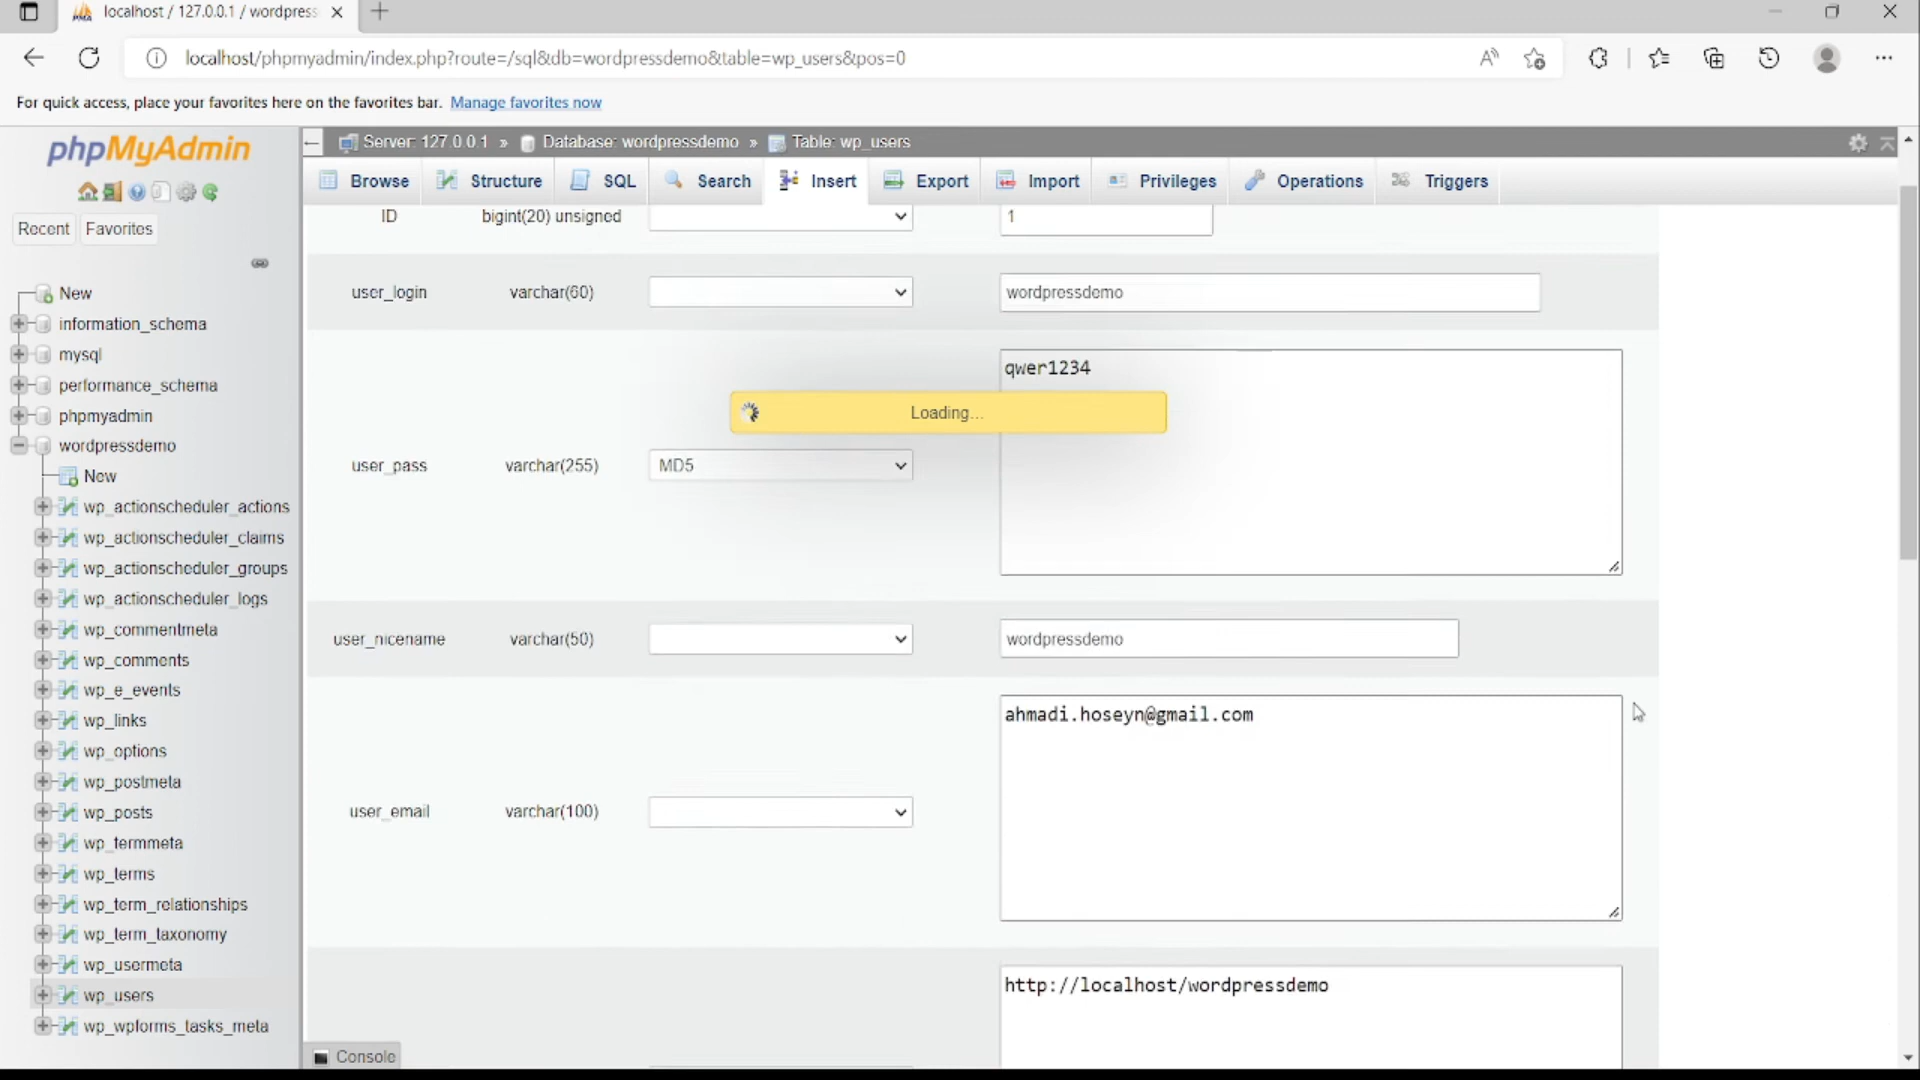 localhost / 127.0.0.1 / wordpress
localhost/phpmyadmin/index.php?route=/sql&db=wordpressdemo&table=wp_users&pos=0
For quick access, place your favorites here on the favorites bar. Manage favorites now
phpMyAdmin
Recent Favorites
New
information_schema
mysql
performance_schema
phpmyadmin
wordpressdemo
New
wp_actionscheduler_actions
wp_actionscheduler_claims
wp_actionscheduler_groups
wp_actionscheduler_logs
wp_commentmeta
wp_comments
wp_e_events
wp_links
wp_options
wp_postmeta
wp_posts
wp_termmeta
wp_terms
wp_term_relationships
wp_term_taxonomy
wp_usermeta
wp_users
wp_wpforms_tasks_meta
Server: 127.0.0.1 » Database: wordpressdemo » Table: wp_users
Browse Structure SQL Search Insert Export Import Privileges Operations Triggers
ID bigint(20) unsigned 1
user_login varchar(60) wordpressdemo
qwer1234
Loading...
user_pass varchar(255) MD5
user_nicename varchar(50) wordpressdemo
ahmadi.hoseyn@gmail.com
user_email varchar(100)
http://localhost/wordpressdemo
Console